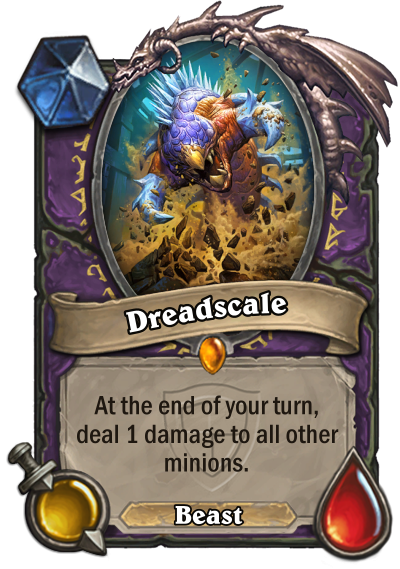 Dreadscale
At the end of your turn,
deal 1 damage to all other
minions.
Beast